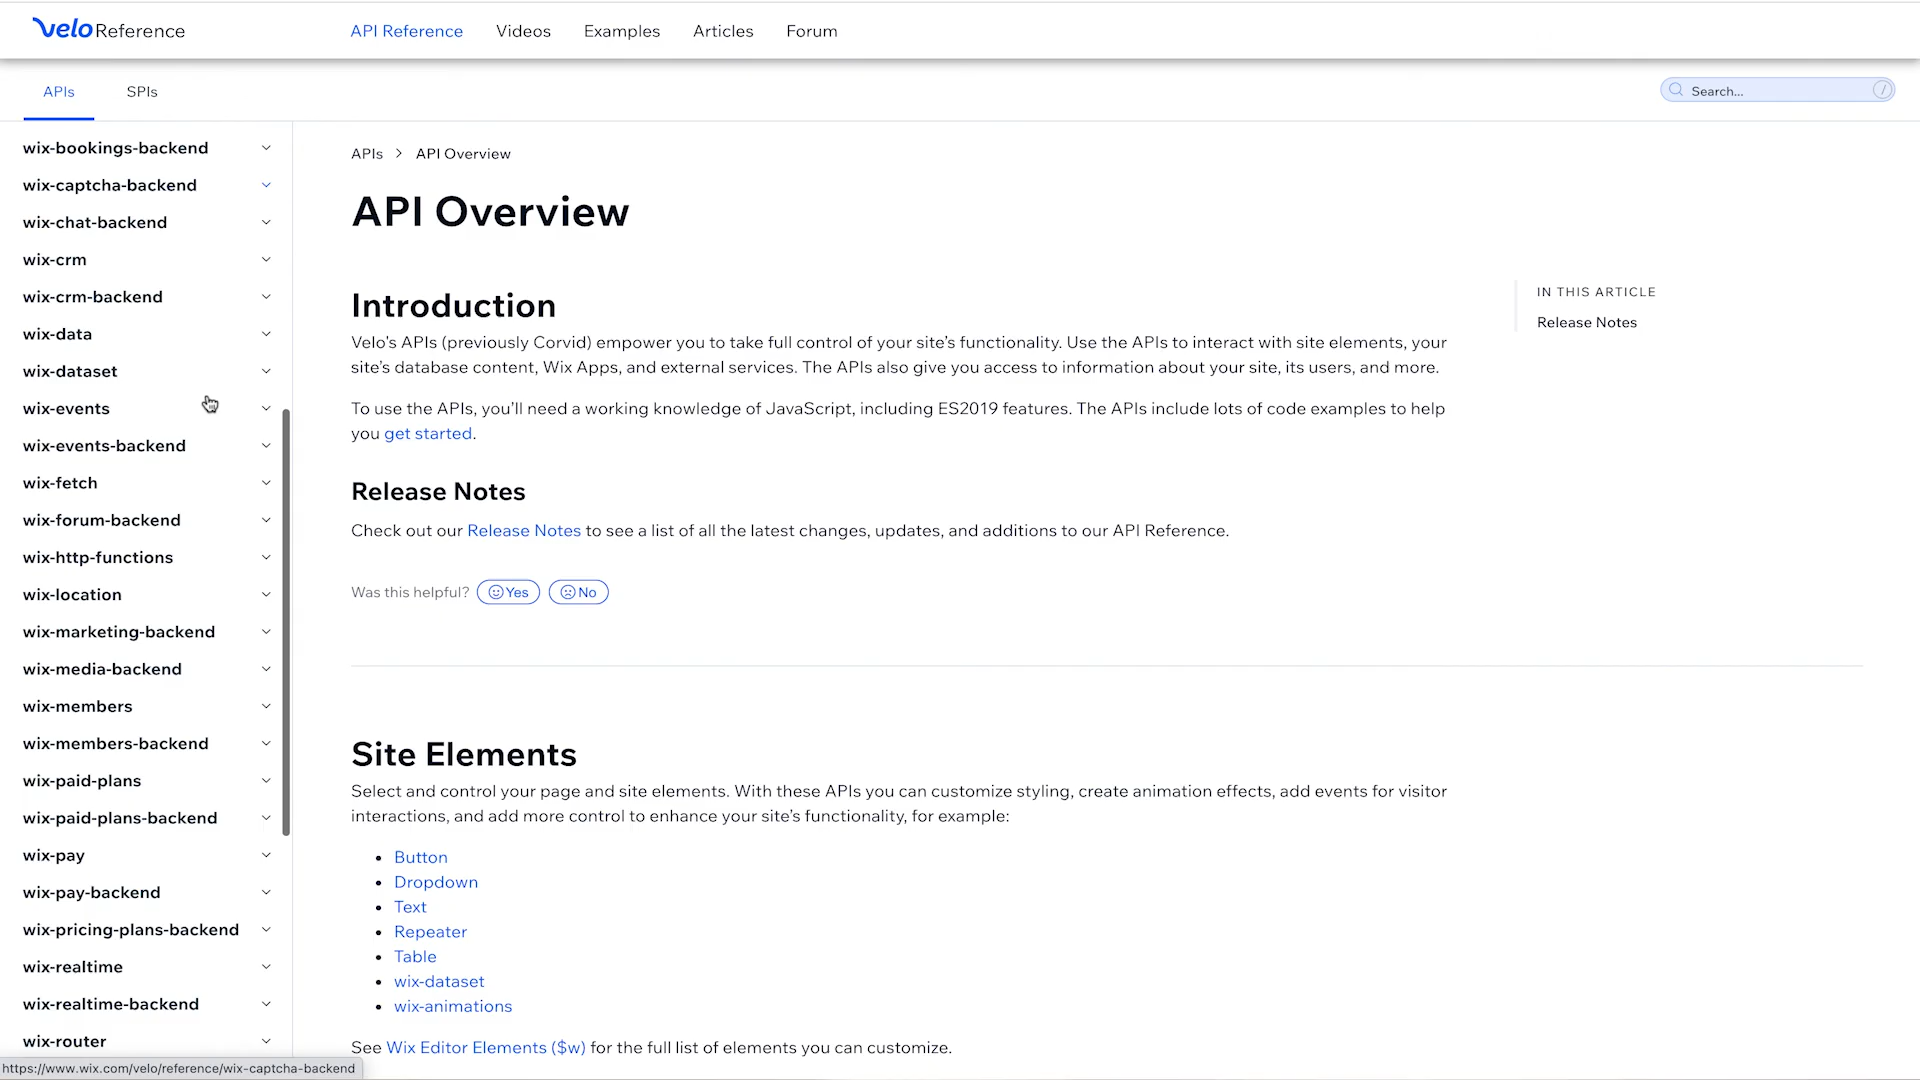 velo Reference
API Reference
Videos
Examples
Articles
Forum
APIs
SPIs
Search...
/
wix-bookings-backend
wix-captcha-backend
wix-chat-backend
wix-crm
wix-crm-backend
wix-data
wix-dataset
wix-events
wix-events-backend
wix-fetch
wix-forum-backend
wix-http-functions
wix-location
wix-marketing-backend
wix-media-backend
wix-members
wix-members-backend
wix-paid-plans
wix-paid-plans-backend
wix-pay
wix-pay-backend
wix-pricing-plans-backend
wix-realtime
wix-realtime-backend
wix-router
https://www.wix.com/velo/reference/wix-captcha-backend
APIs > API Overview
API Overview
Introduction
Velo's APIs (previously Corvid) empower you to take full control of your site's functionality. Use the APIs to interact with site elements, your
site's database content, Wix Apps, and external services. The APIs also give you access to information about your site, its users, and more.
To use the APIs, you'll need a working knowledge of JavaScript, including ES2019 features. The APIs include lots of code examples to help
you get started.
Release Notes
Check out our Release Notes to see a list of all the latest changes, updates, and additions to our API Reference.
Was this helpful? Yes No
Site Elements
Select and control your page and site elements. With these APIs you can customize styling, create animation effects, add events for visitor
interactions, and add more control to enhance your site's functionality, for example:
• Button
• Dropdown
• Text
• Repeater
• Table
• wix-dataset
• wix-animations
See Wix Editor Elements ($w) for the full list of elements you can customize.
IN THIS ARTICLE
Release Notes